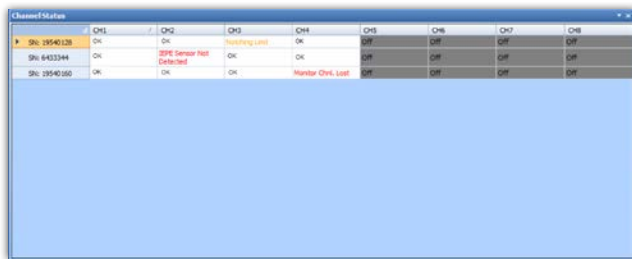 Channel Status
CH1 CH2 CH3 CH4 CH5 CH6 CH7 CH8
SN: 19540128 OK OK Notching Limit OK Off Off Off Off
SN: 6433344 OK IEPE Sensor Not OK OK Off Off Off Off
Detected
SN: 19540160 OK OK OK Monitor Chnl. Lost Off Off Off Off